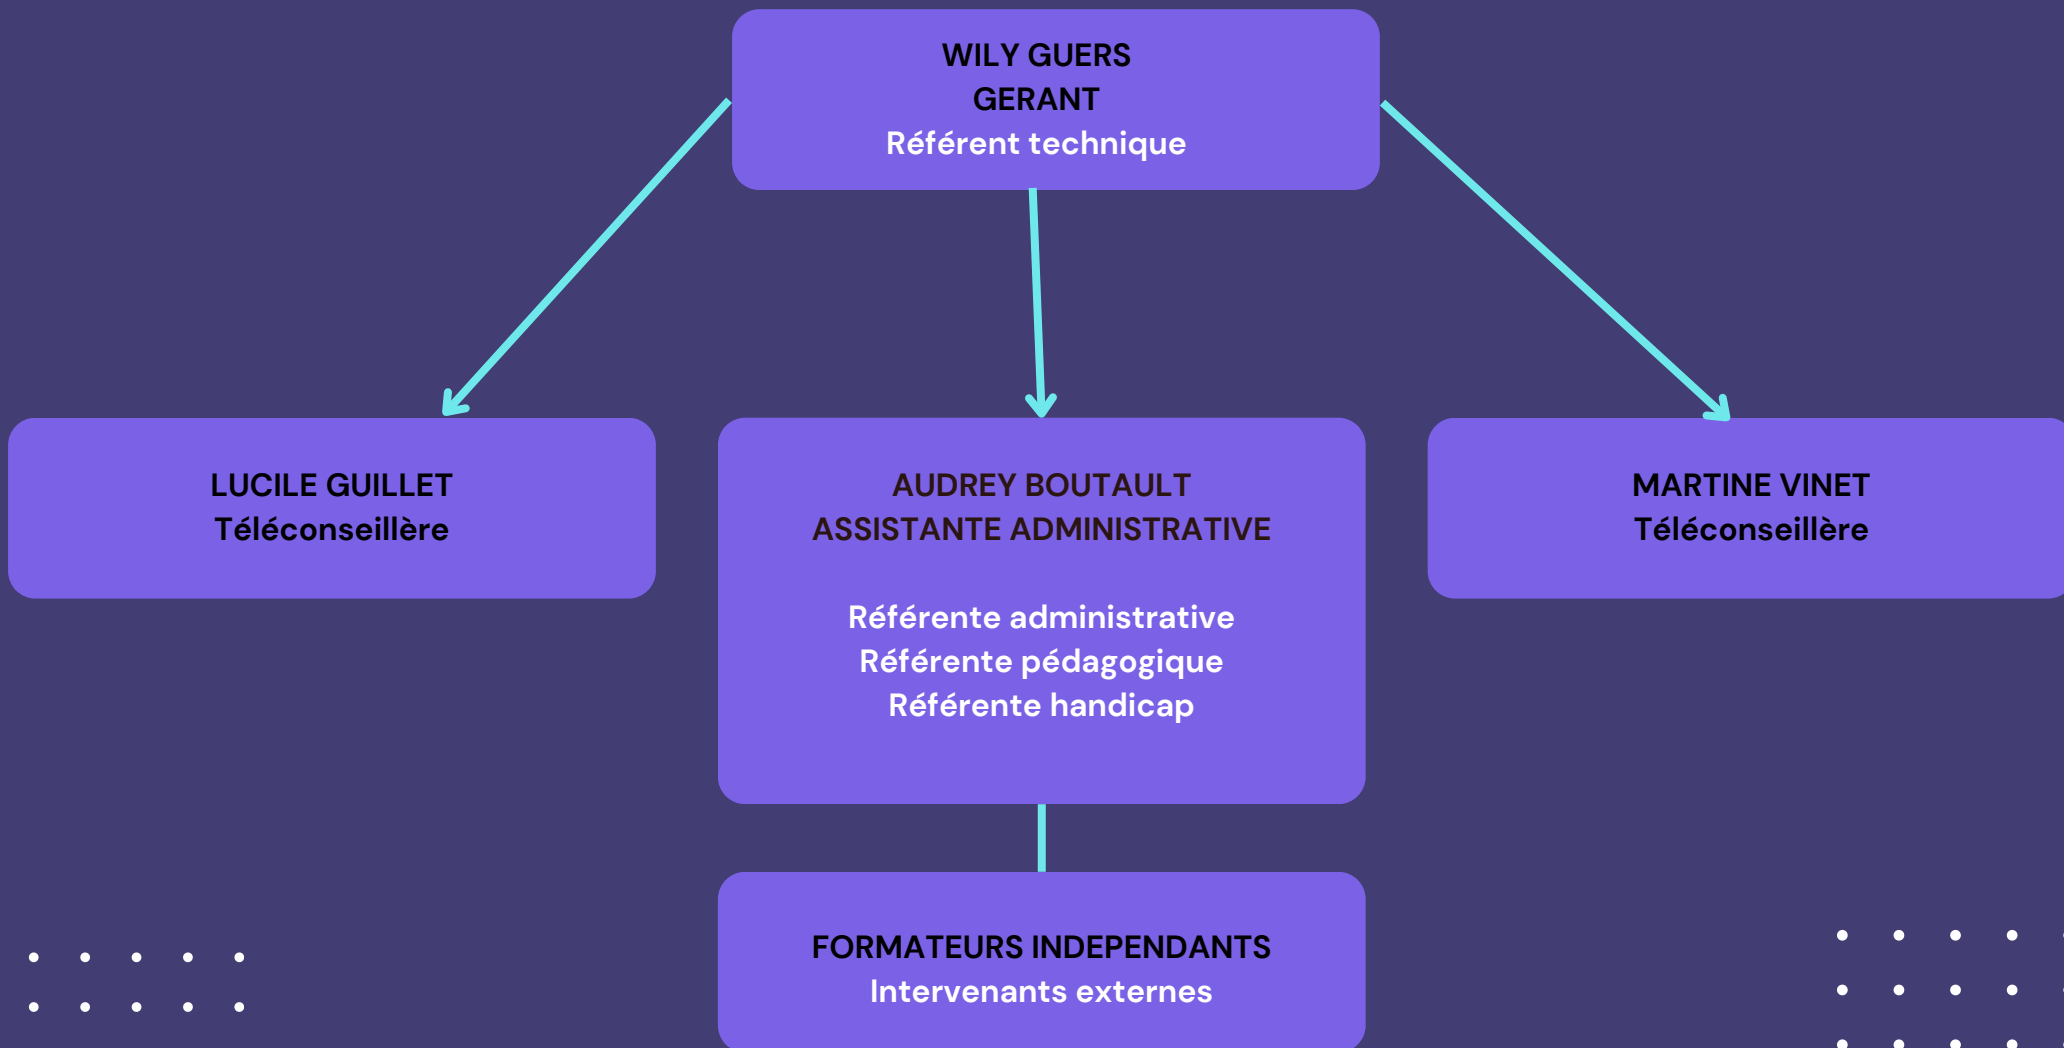 WILY GUERS
GERANT
Référent technique
LUCILE GUILLET
Téléconseillère
AUDREY BOUTAULT
ASSISTANTE ADMINISTRATIVE
Référente administrative
Référente pédagogique
Référente handicap
MARTINE VINET
Téléconseillère
FORMATEURS INDEPENDANTS
Intervenants externes